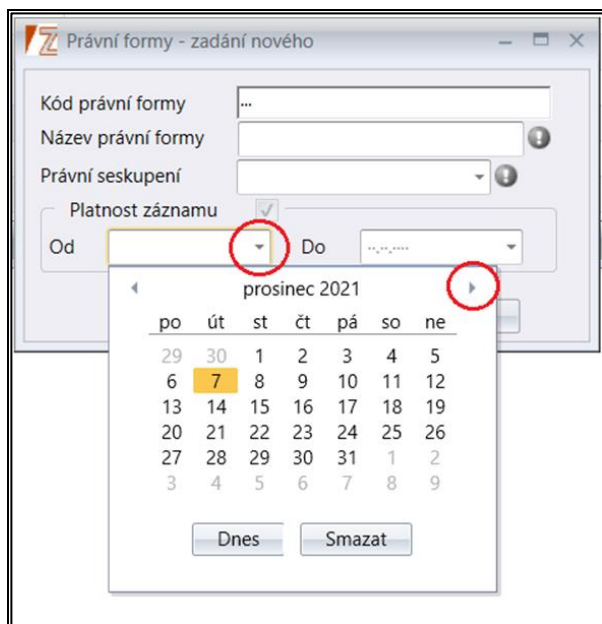 Právní formy - zadání nového
Kód právní formy ...
Název právní formy
Právní seskupení
Platnost záznamu
Od Do --.--.----
prosinec 2021
po út st čt pá so ne
29 30 1 2 3 4 5
6 7 8 9 10 11 12
13 14 15 16 17 18 19
20 21 22 23 24 25 26
27 28 29 30 31 1 2
3 4 5 6 7 8 9
Dnes Smazat